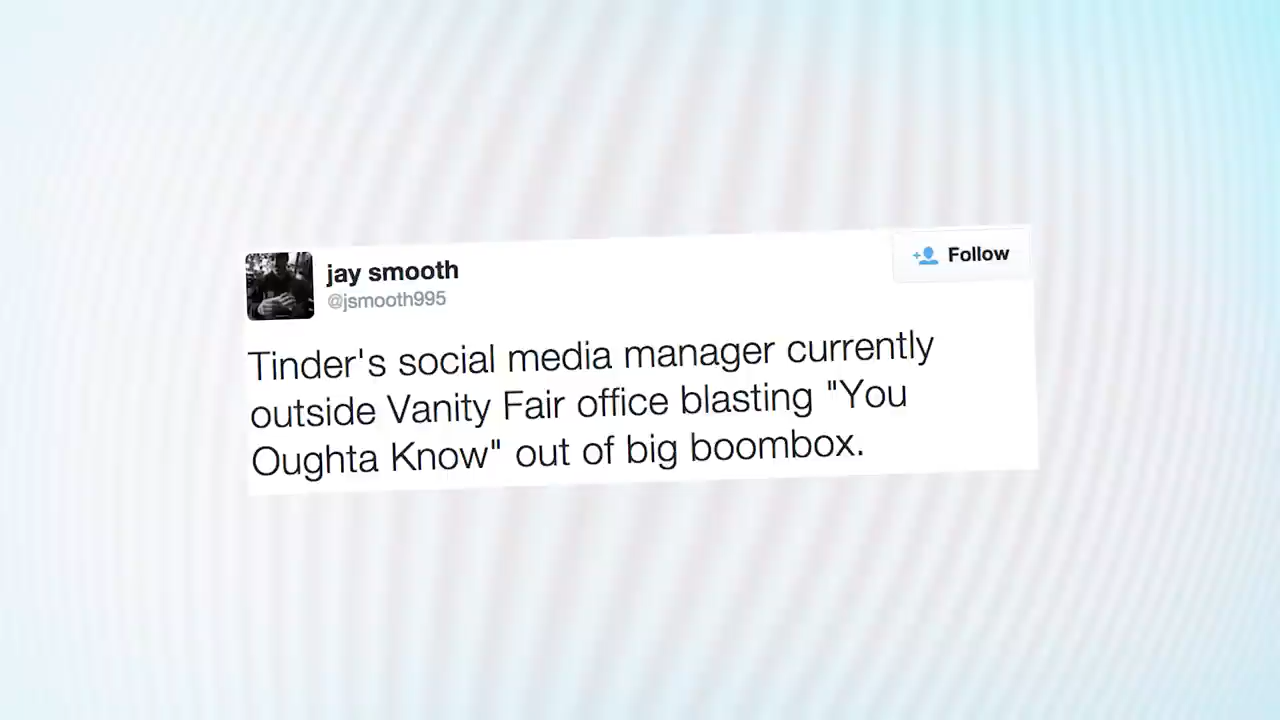 jay smooth
@jsmooth995
Follow
Tinder's social media manager currently
outside Vanity Fair office blasting "You
Oughta Know" out of big boombox.